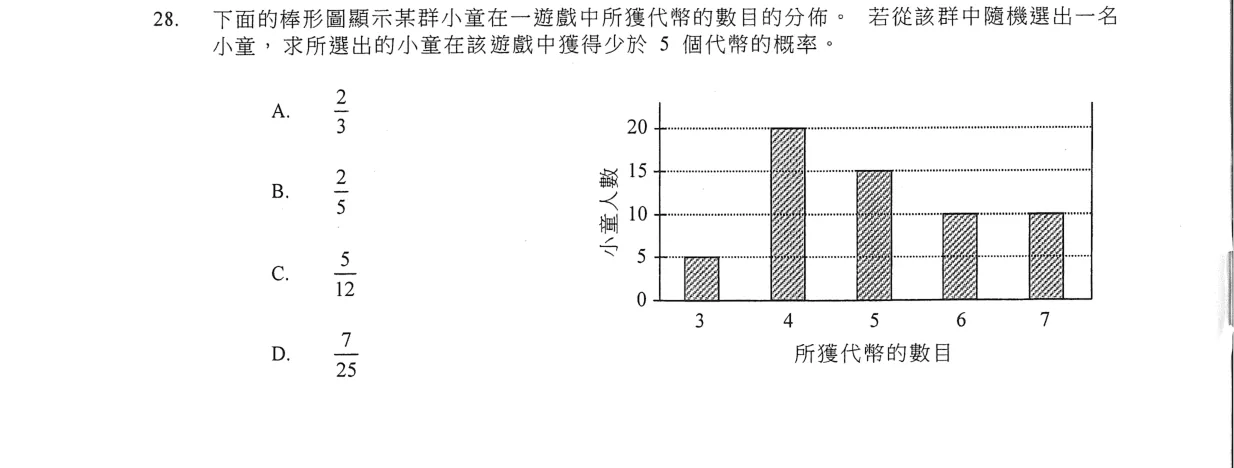 28. 下面的棒形圖顯示某群小童在一遊戲中所獲代幣的數目的分佈。 若從該群中隨機選出一名
小童，求所選出的小童在該遊戲中獲得少於 5 個代幣的概率。
A. 2/3
B. 2/5
C. 5/12
D. 7/25
小童人數
20
15
10
5
0
3 4 5 6 7
所獲代幣的數目